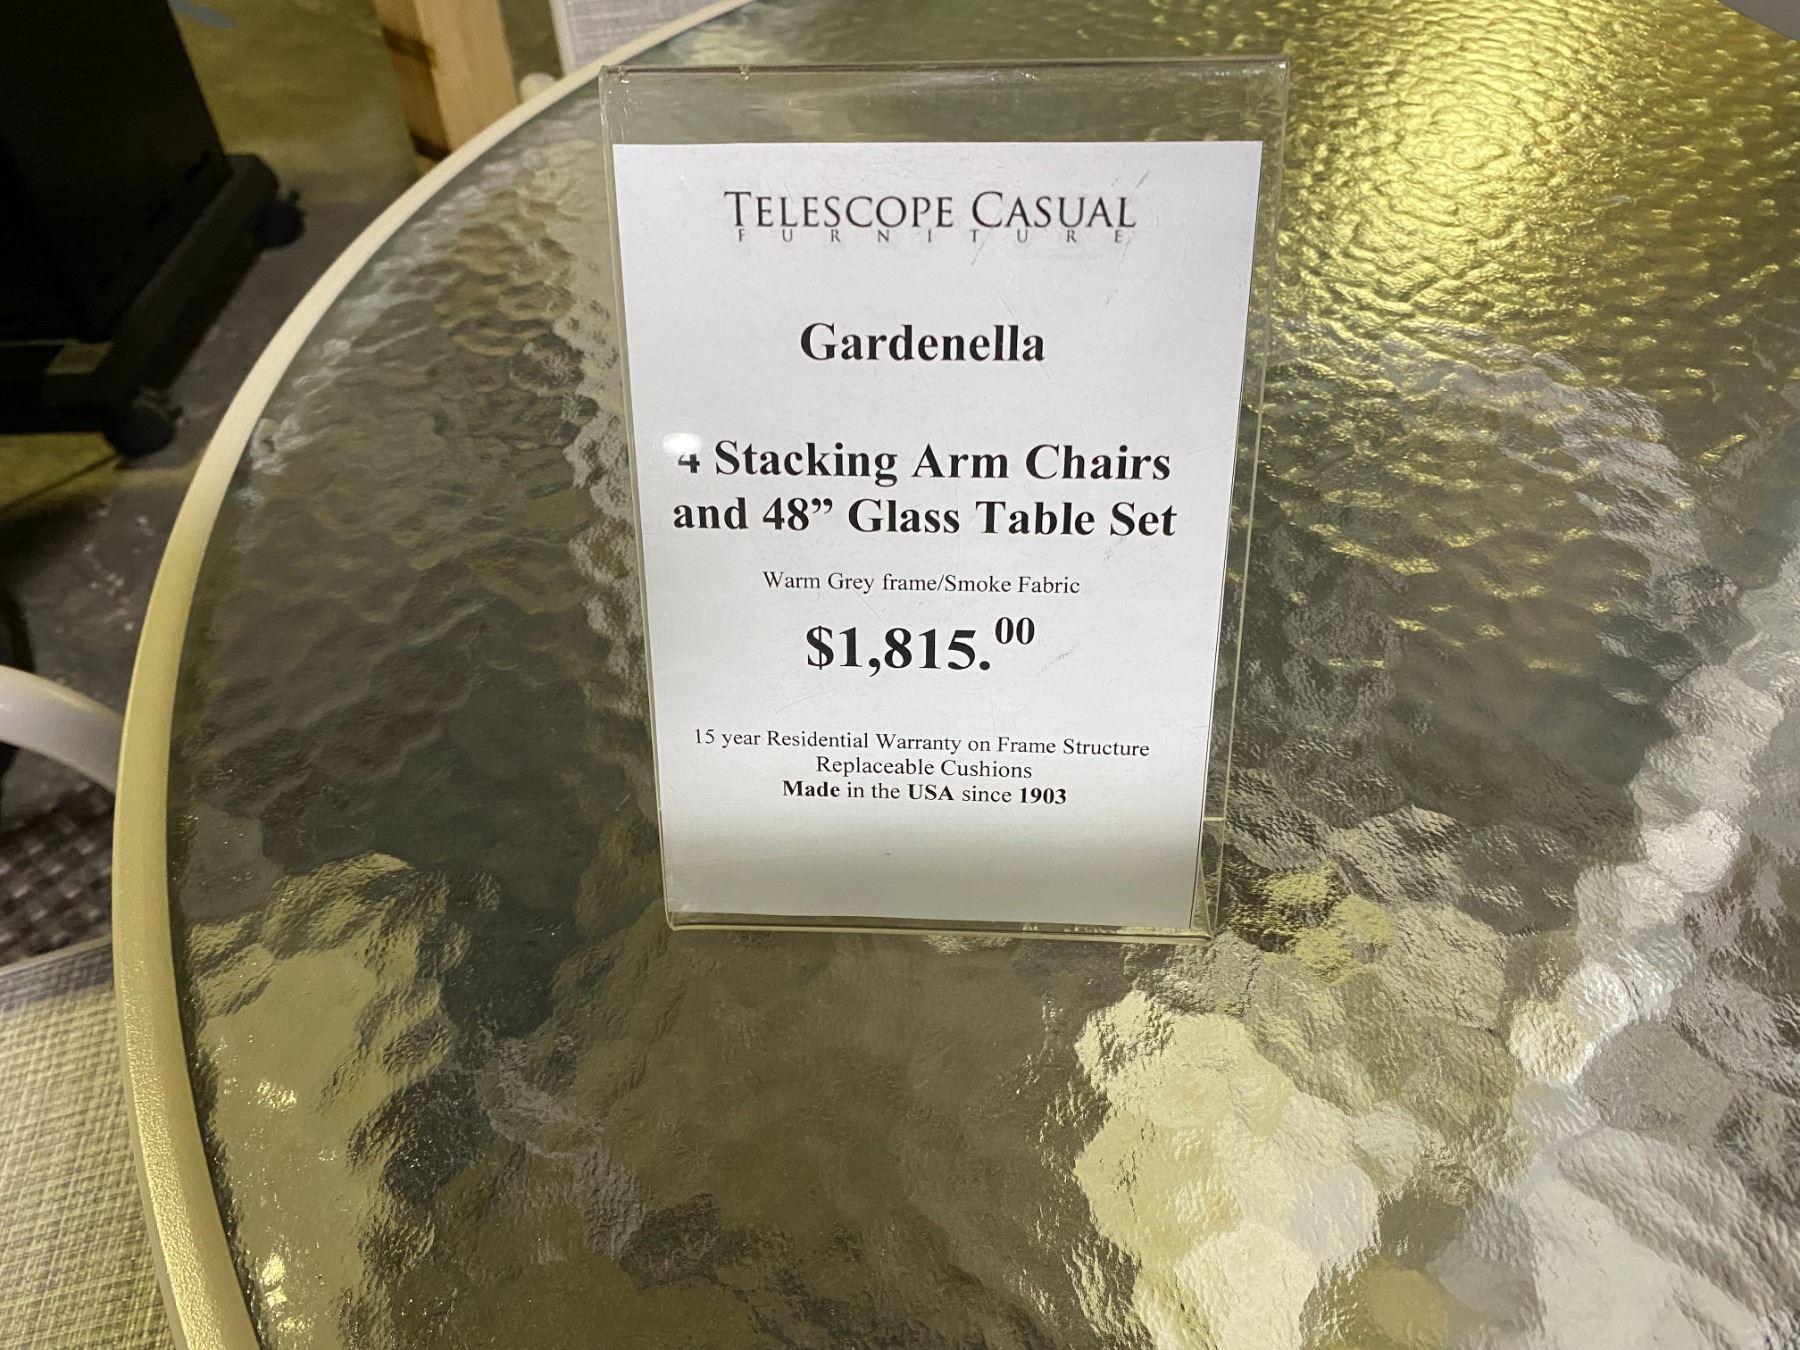 TELESCOPE CASUAL
FURNITURE
Gardenella
4 Stacking Arm Chairs
and 48” Glass Table Set
Warm Grey frame/Smoke Fabric
$1,815.00
15 year Residential Warranty on Frame Structure
Replaceable Cushions
Made in the USA since 1903